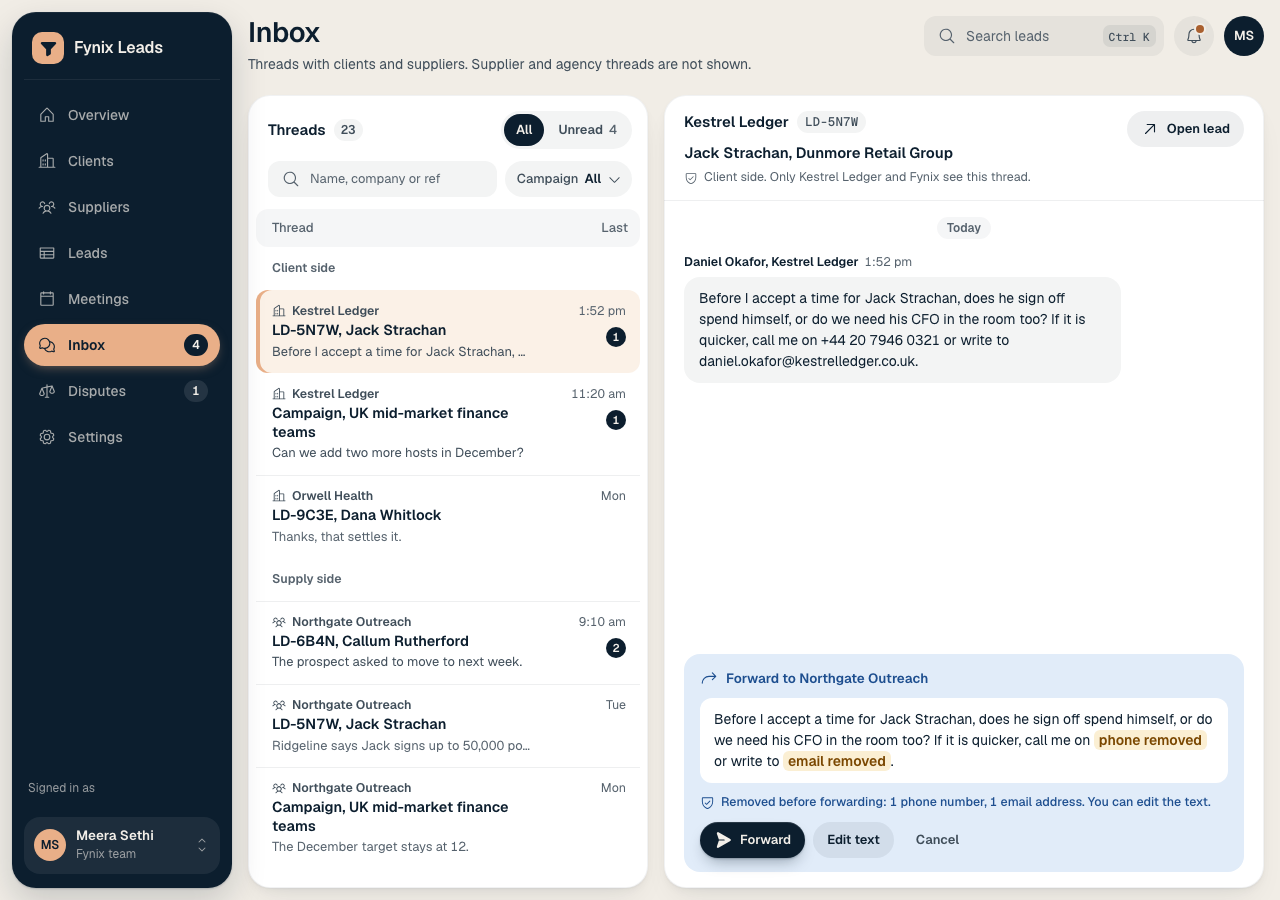 Fynix Leads
Overview
Clients
Suppliers
Leads
Meetings
Inbox 4
Disputes 1
Settings
Signed in as
MS
Meera Sethi
Fynix team
Inbox
Threads with clients and suppliers. Supplier and agency threads are not shown.
Search leads Ctrl K
MS
Threads 23
All Unread 4
Name, company or ref
Campaign All
Thread Last
Client side
Kestrel Ledger 1:52 pm
LD-5N7W, Jack Strachan 1
Before I accept a time for Jack Strachan, …
Kestrel Ledger 11:20 am
Campaign, UK mid-market finance 1
teams
Can we add two more hosts in December?
Orwell Health Mon
LD-9C3E, Dana Whitlock
Thanks, that settles it.
Supply side
Northgate Outreach 9:10 am
LD-6B4N, Callum Rutherford 2
The prospect asked to move to next week.
Northgate Outreach Tue
LD-5N7W, Jack Strachan
Ridgeline says Jack signs up to 50,000 po…
Northgate Outreach Mon
Campaign, UK mid-market finance
teams
The December target stays at 12.
Kestrel Ledger LD-5N7W
Open lead
Jack Strachan, Dunmore Retail Group
Client side. Only Kestrel Ledger and Fynix see this thread.
Today
Daniel Okafor, Kestrel Ledger 1:52 pm
Before I accept a time for Jack Strachan, does he sign off
spend himself, or do we need his CFO in the room too? If it is
quicker, call me on +44 20 7946 0321 or write to
daniel.okafor@kestrelledger.co.uk.
Forward to Northgate Outreach
Before I accept a time for Jack Strachan, does he sign off spend himself, or do
we need his CFO in the room too? If it is quicker, call me on phone removed
or write to email removed.
Removed before forwarding: 1 phone number, 1 email address. You can edit the text.
Forward Edit text Cancel